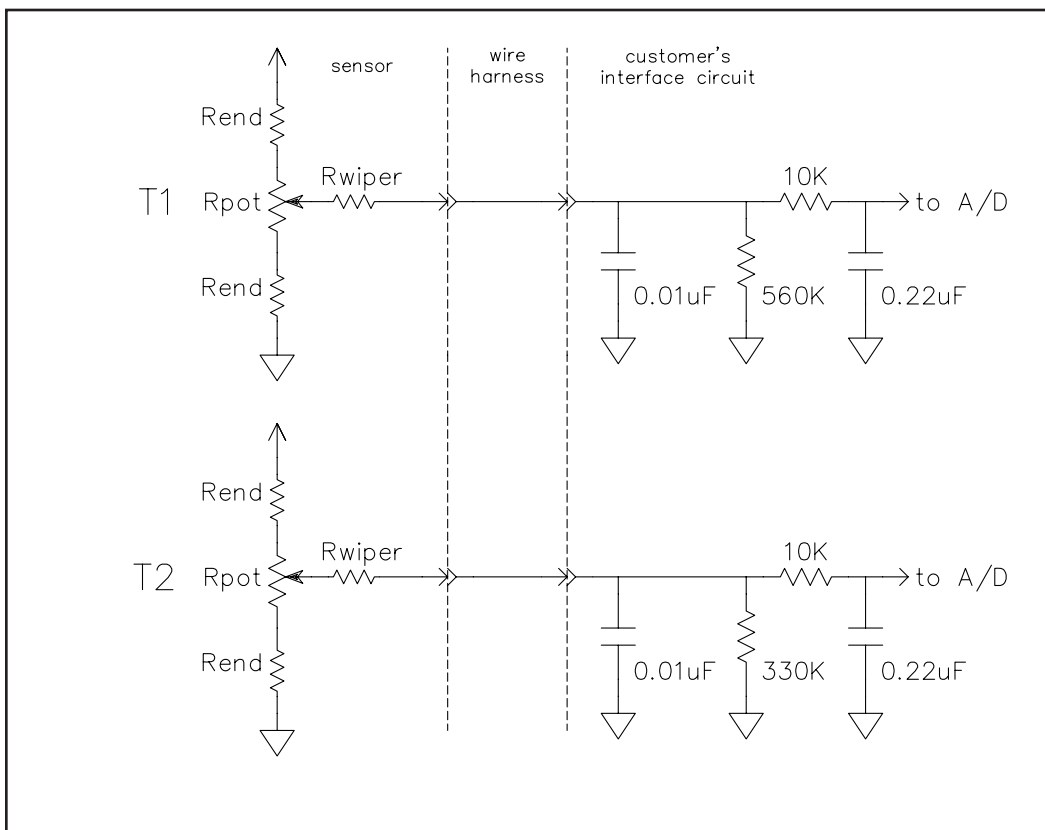 sensor
wire
harness
customer's
interface circuit
Rend
Rwiper
10K
T1
Rpot
to A/D
Rend
0.01uF
560K
0.22uF
Rend
Rwiper
10K
T2
Rpot
to A/D
Rend
0.01uF
330K
0.22uF